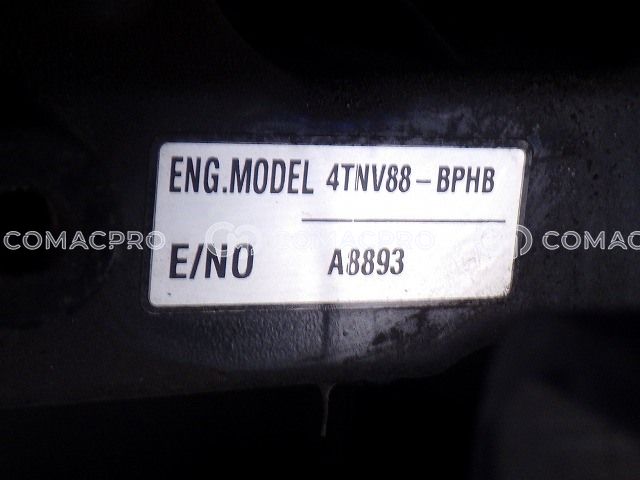 ENG.MODEL 4TNV88-BPHB
COMACPRO COMACPRO COMACPRO
E/NO A8893